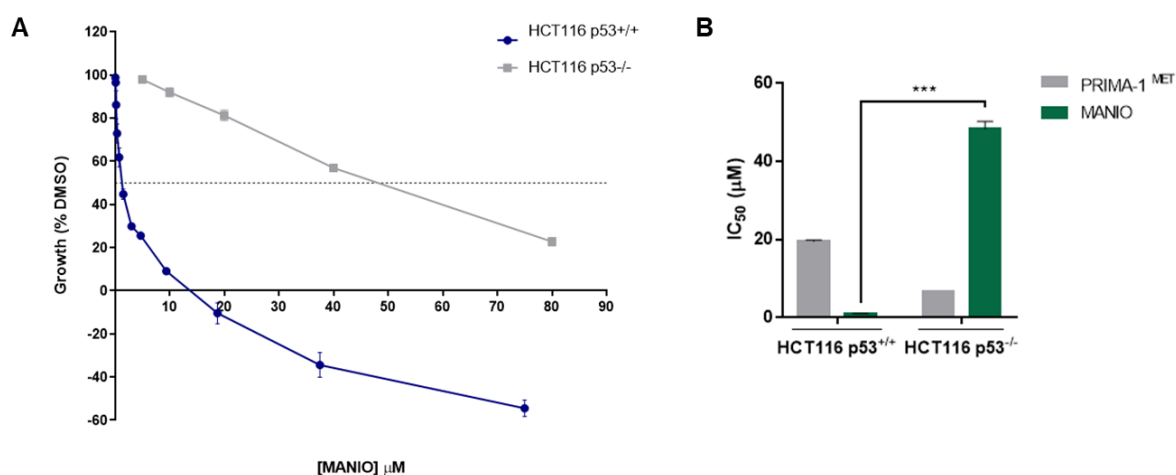 A
HCT116 p53+/+
HCT116 p53-/-
Growth (% DMSO)
120
100
80
60
40
20
0
-20
-40
-60
10 20 30 40 50 60 70 80 90
[MANIO] μM
B
PRIMA-1 MET
MANIO
***
IC50 (μM)
60
40
20
0
HCT116 p53+/+ HCT116 p53-/-